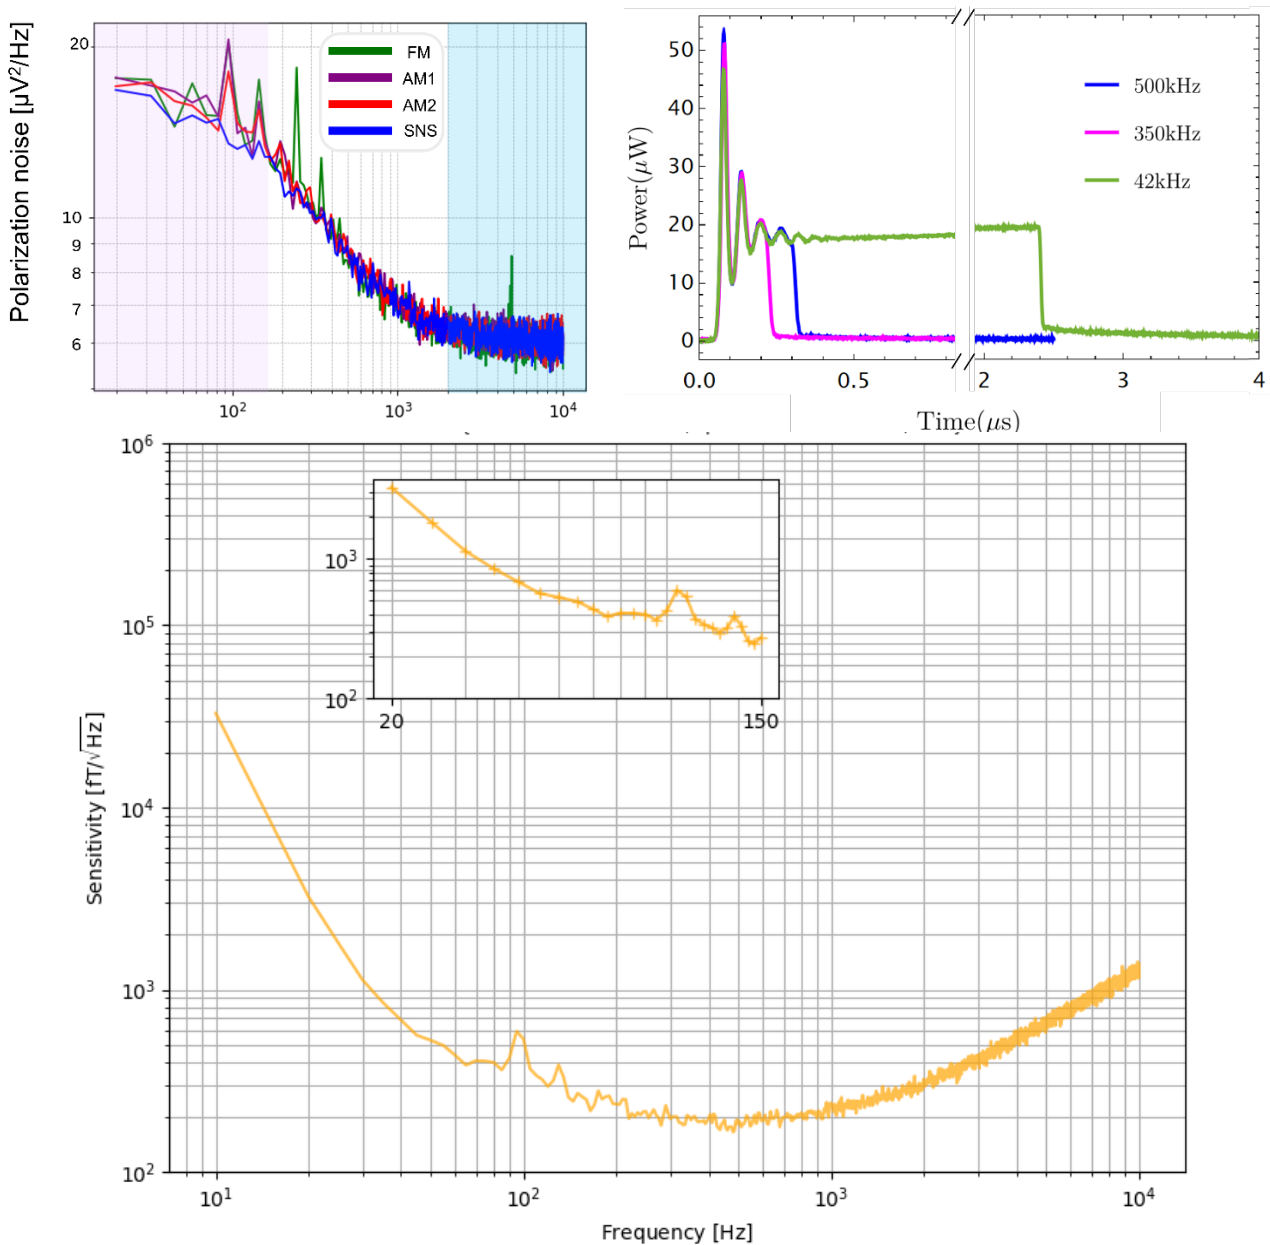 Polarization noise [μV²/Hz]
20
10
9
8
7
6
10²
10³
10⁴
FM
AM1
AM2
SNS
Power(μW)
50
40
30
20
10
0
0.0
0.5
2
3
4
500kHz
350kHz
42kHz
Time(μs)
Sensitivity [fT/√Hz]
10⁶
10⁵
10⁴
10³
10²
10³
10²
20
150
10¹
10²
10³
10⁴
Frequency [Hz]